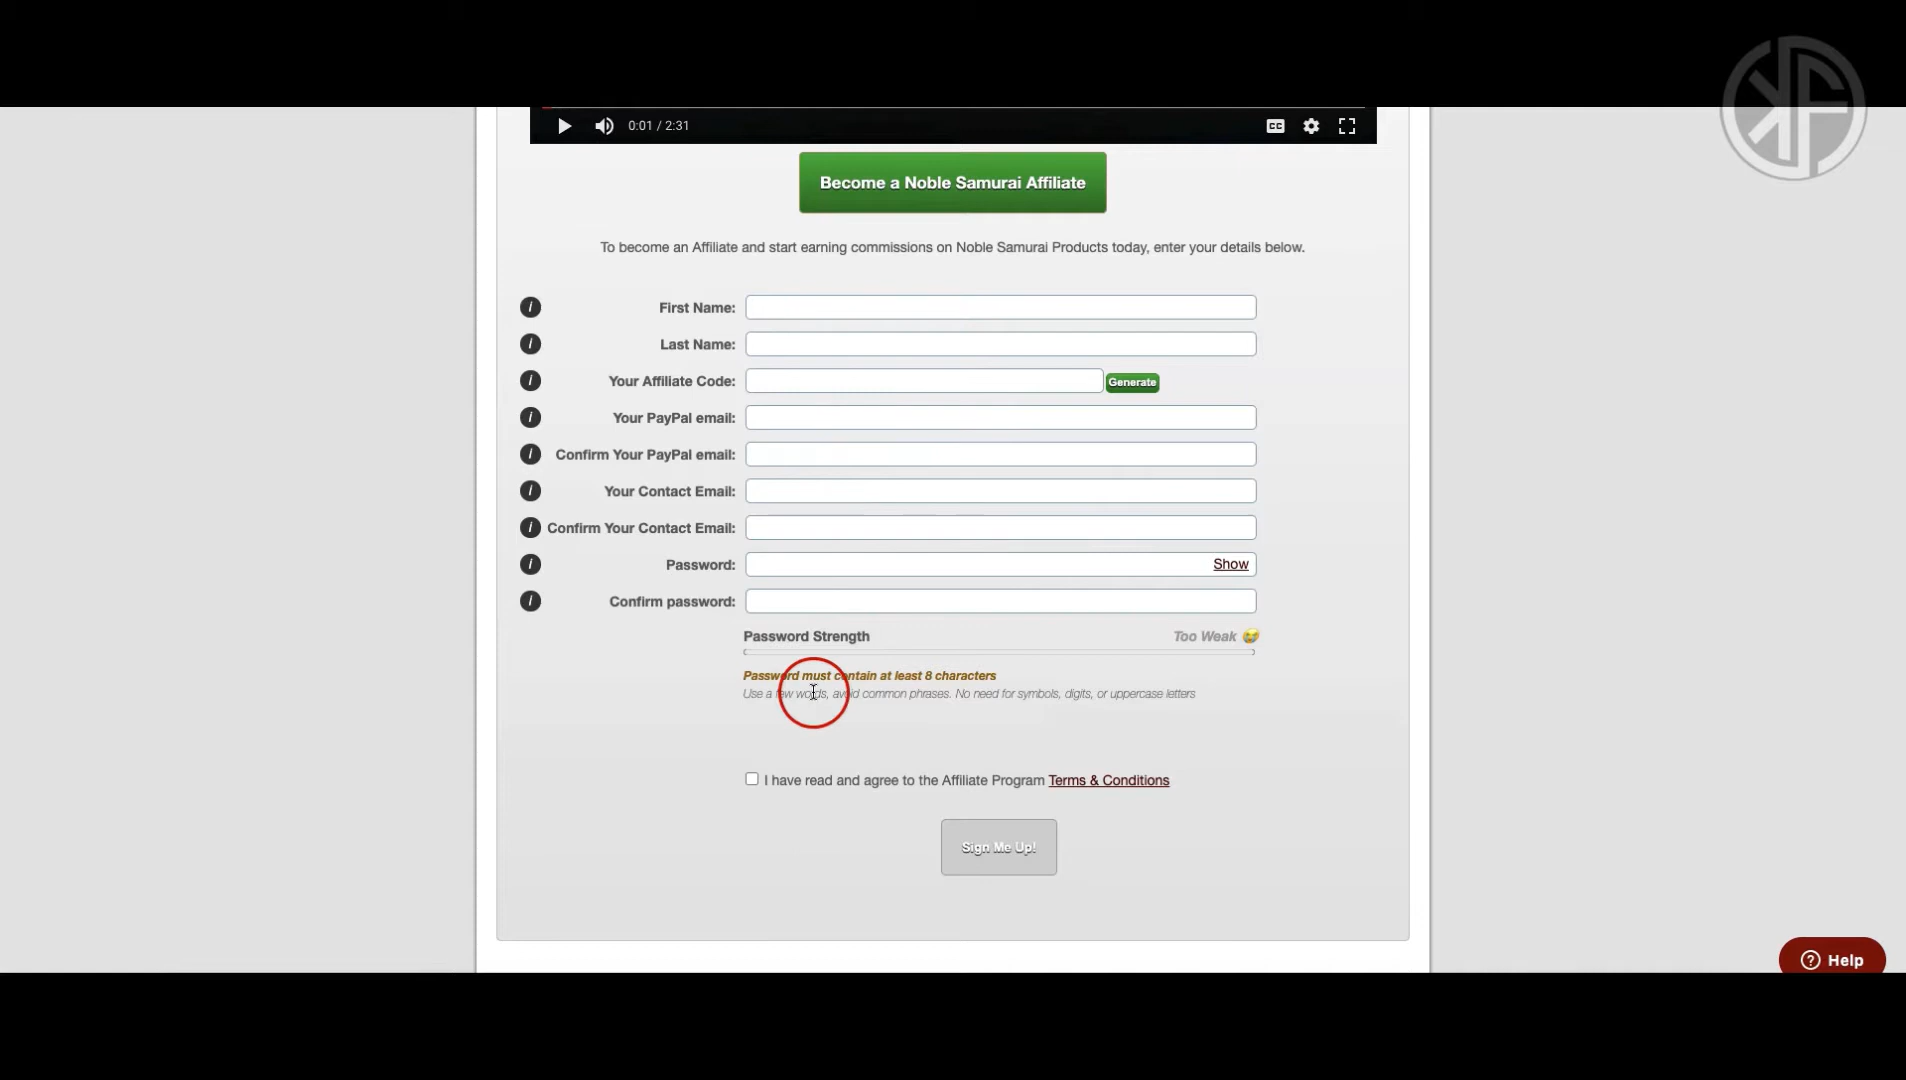 0:01 / 2:31
CC
Become a Noble Samurai Affiliate
To become an Affiliate and start earning commissions on Noble Samurai Products today, enter your details below.
i First Name:
i Last Name:
i Your Affiliate Code: Generate
i Your PayPal email:
i Confirm Your PayPal email:
i Your Contact Email:
i Confirm Your Contact Email:
i Password: Show
i Confirm password:
Password Strength Too Weak 😭
Password must contain at least 8 characters
Use a few words, avoid common phrases. No need for symbols, digits, or uppercase letters
I have read and agree to the Affiliate Program Terms & Conditions
Sign Me Up!
? Help